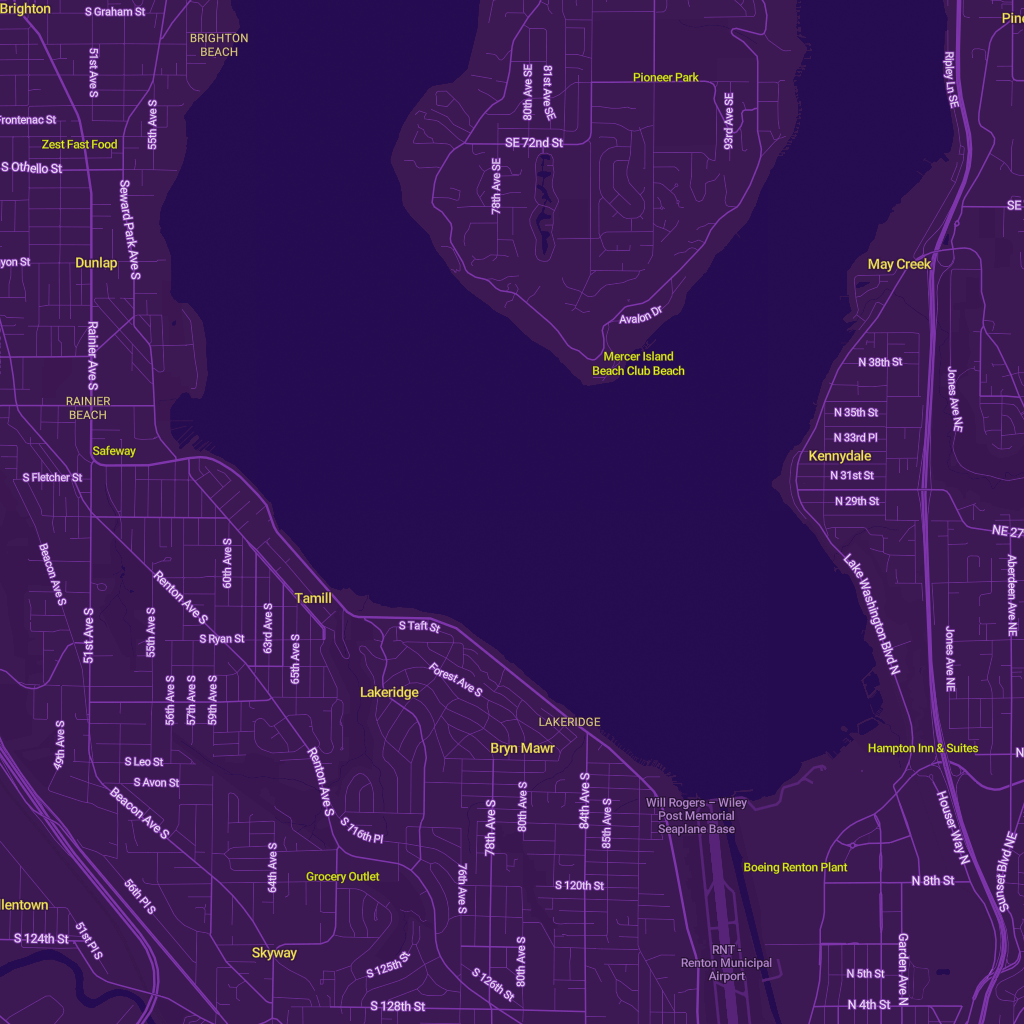 Brighton
S Graham St
BRIGHTON
BEACH
51st Ave S
55th Ave S
Frontenac St
Zest Fast Food
S Othello St
Seward Park Ave S
yon St
Dunlap
Rainier Ave S
RAINIER
BEACH
Safeway
S Fletcher St
80th Ave SE
81st Ave SE
Pioneer Park
93rd Ave SE
SE 72nd St
78th Ave SE
Avalon Dr
Mercer Island
Beach Club Beach
Ripley Ln SE
Pine
SE
May Creek
N 38th St
Jones Ave NE
N 35th St
N 33rd Pl
Kennydale
N 31st St
N 29th St
NE 27
Aberdeen Ave NE
Lake Washington Blvd N
Jones Ave NE
Beacon Ave S
Renton Ave S
60th Ave S
Tamill
51st Ave S
55th Ave S
S Ryan St
63rd Ave S
65th Ave S
S Taft St
Forest Ave S
56th Ave S
57th Ave S
59th Ave S
Lakeridge
LAKERIDGE
Bryn Mawr
49th Ave S
S Leo St
S Avon St
Beacon Ave S
Renton Ave S
S 116th Pl
78th Ave S
80th Ave S
84th Ave S
85th Ave S
Will Rogers – Wiley
Post Memorial
Seaplane Base
Hampton Inn & Suites
N
Houser Way N
Sunset Blvd NE
Boeing Renton Plant
N 8th St
64th Ave S
Grocery Outlet
76th Ave S
S 120th St
56th Pl S
llentown
S 124th St
51st Pl S
Skyway
S 125th St
S 126th St
80th Ave S
S 128th St
RNT -
Renton Municipal
Airport
Garden Ave N
N 5th St
N 4th St